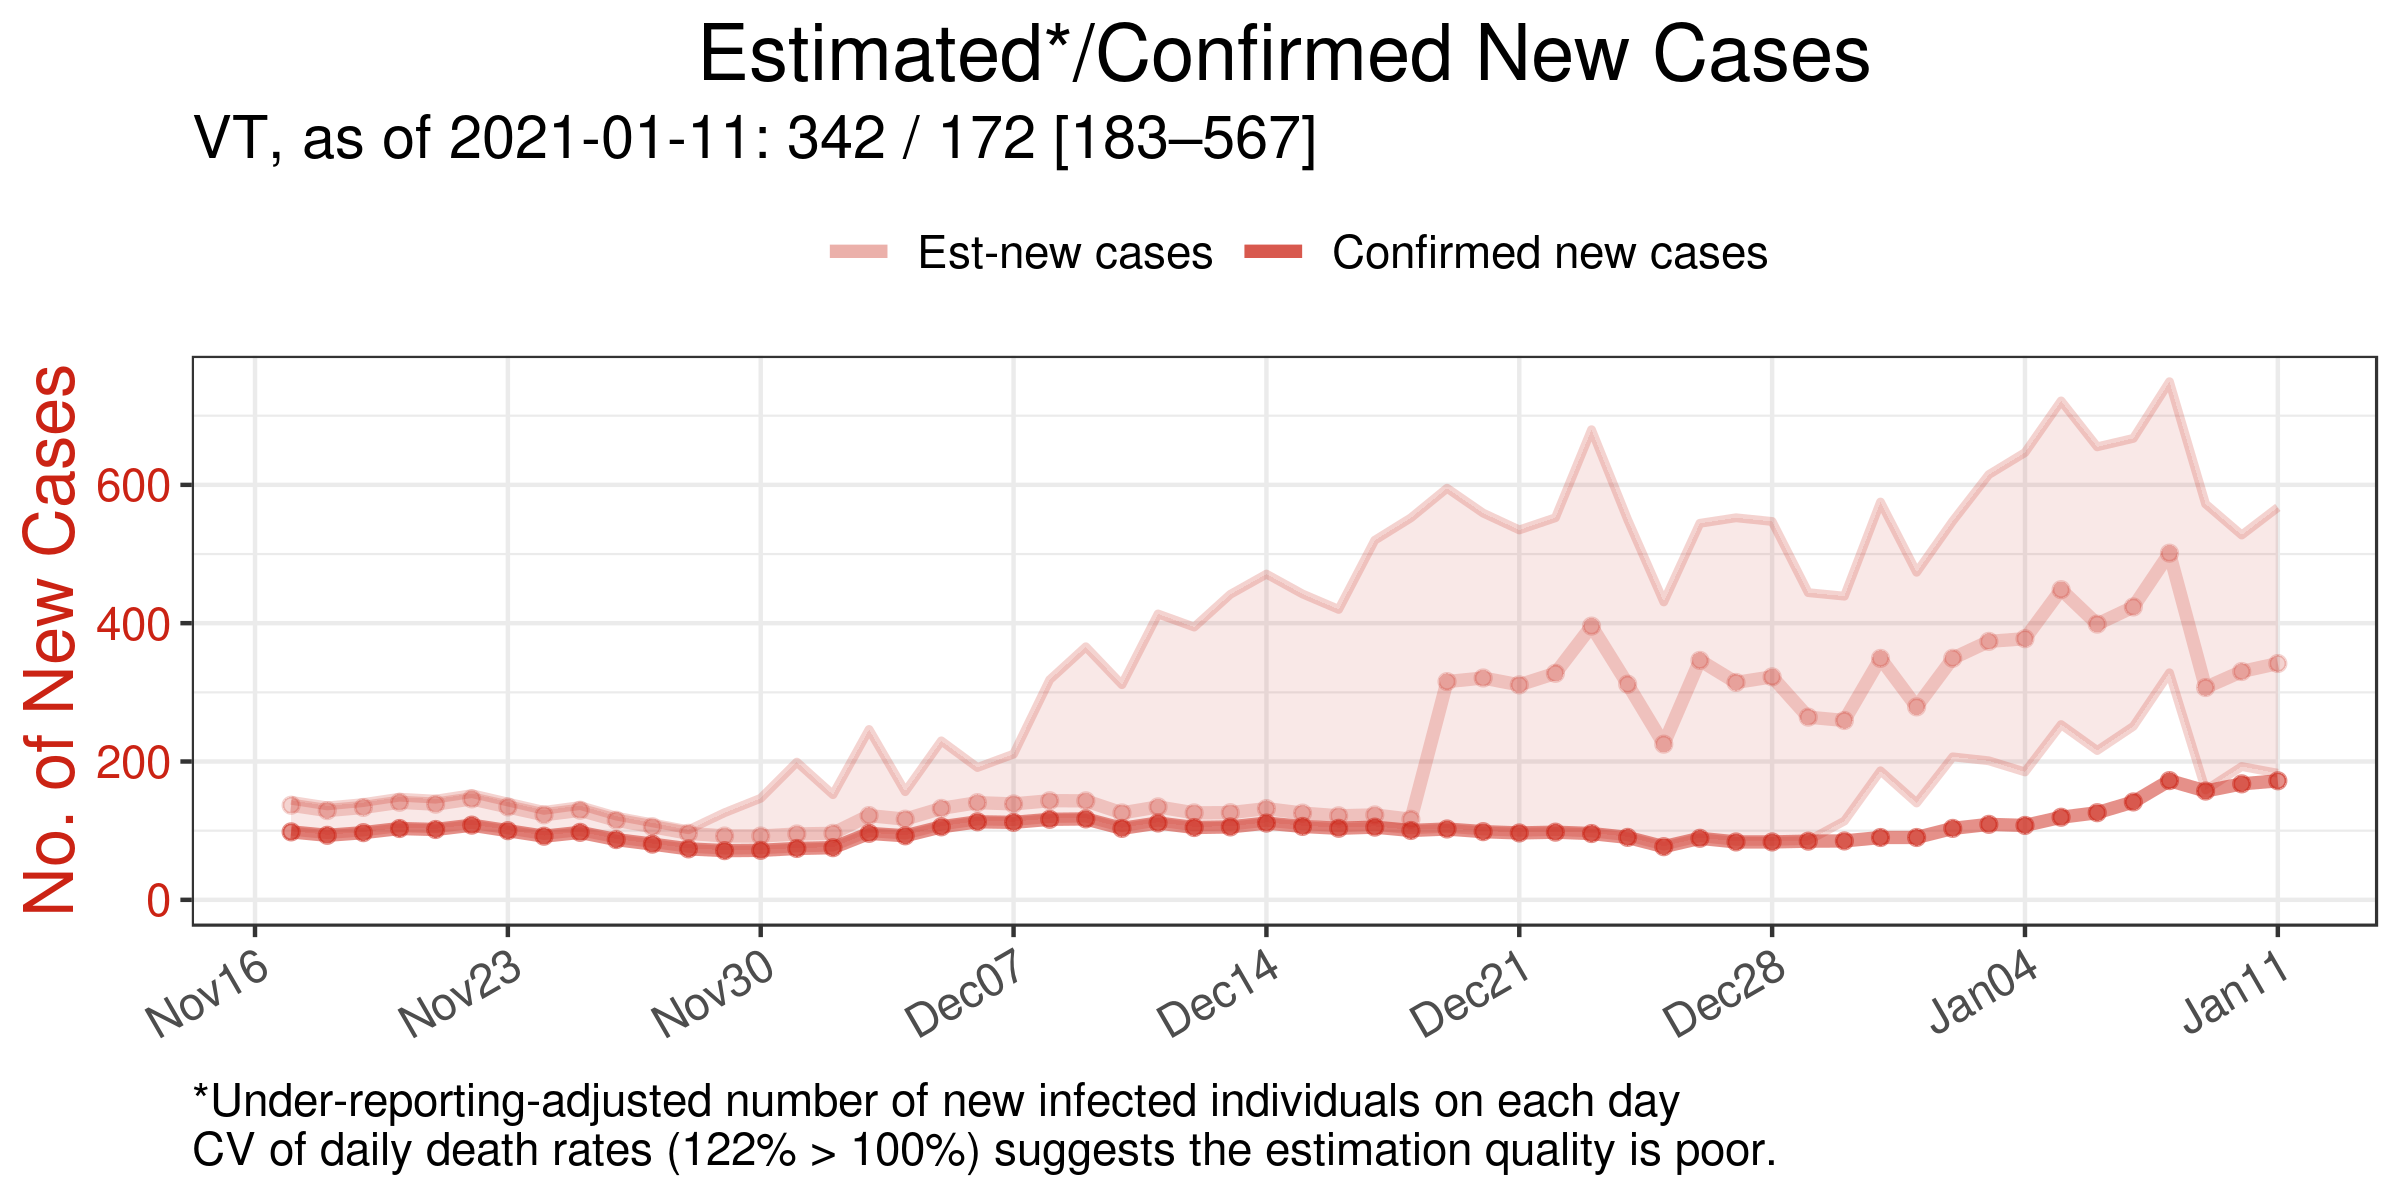 Estimated*/Confirmed New Cases
VT, as of 2021-01-11: 342 / 172 [183–567]
Est-new cases
Confirmed new cases
No. of New Cases
600
400
200
0
Nov16
Nov23
Nov30
Dec07
Dec14
Dec21
Dec28
Jan04
Jan11
*Under-reporting-adjusted number of new infected individuals on each day
CV of daily death rates (122% > 100%) suggests the estimation quality is poor.